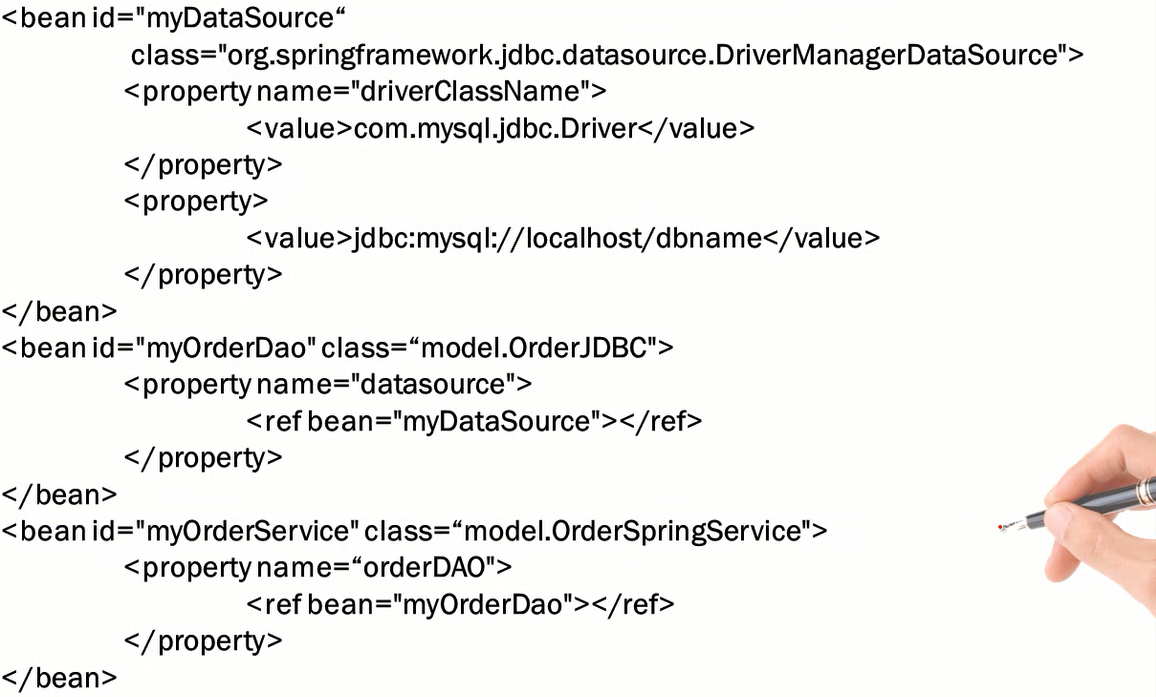 <bean id="myDataSource“
class="org.springframework.jdbc.datasource.DriverManagerDataSource">
<property name="driverClassName">
<value>com.mysql.jdbc.Driver</value>
</property>
<property>
<value>jdbc:mysql://localhost/dbname</value>
</property>
</bean>
<bean id="myOrderDao" class=“model.OrderJDBC">
<property name="datasource">
<ref bean="myDataSource"></ref>
</property>
</bean>
<bean id="myOrderService" class=“model.OrderSpringService">
<property name=“orderDAO">
<ref bean="myOrderDao"></ref>
</property>
</bean>